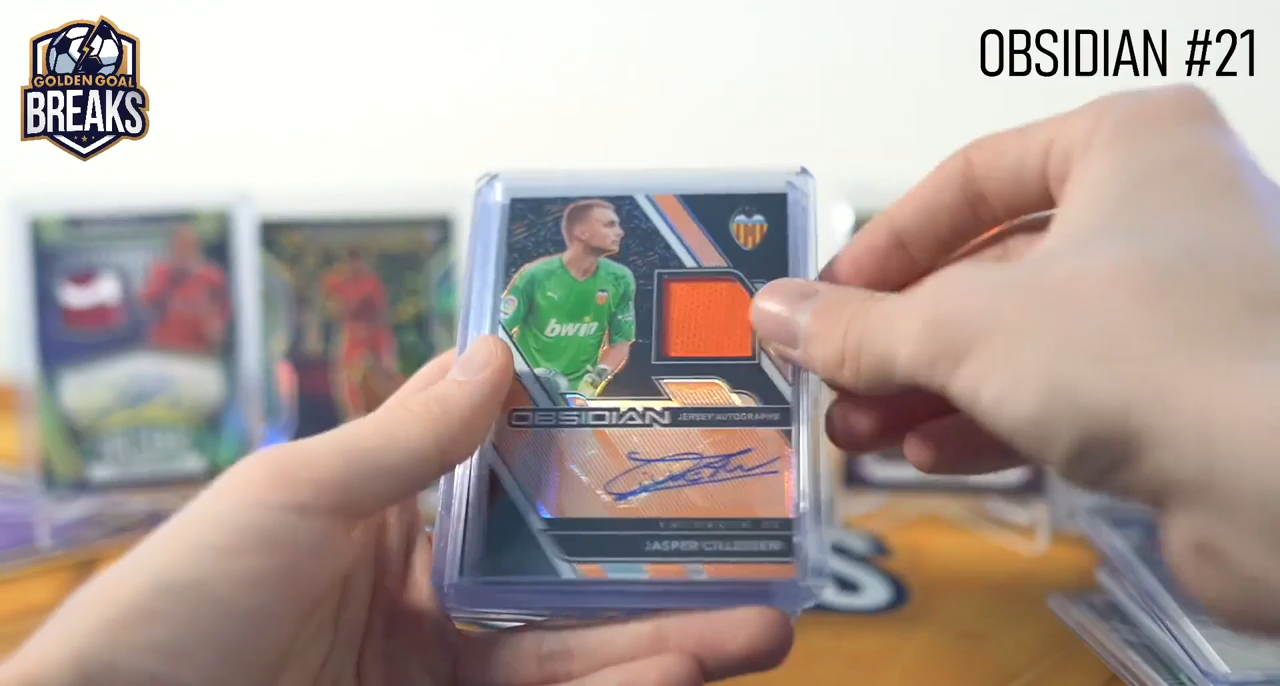 GOLDEN GOAL
BREAKS
OBSIDIAN #21
bwin
OBSIDIAN JERSEY AUTOGRAPHS
JASPER CILLESSEN
S